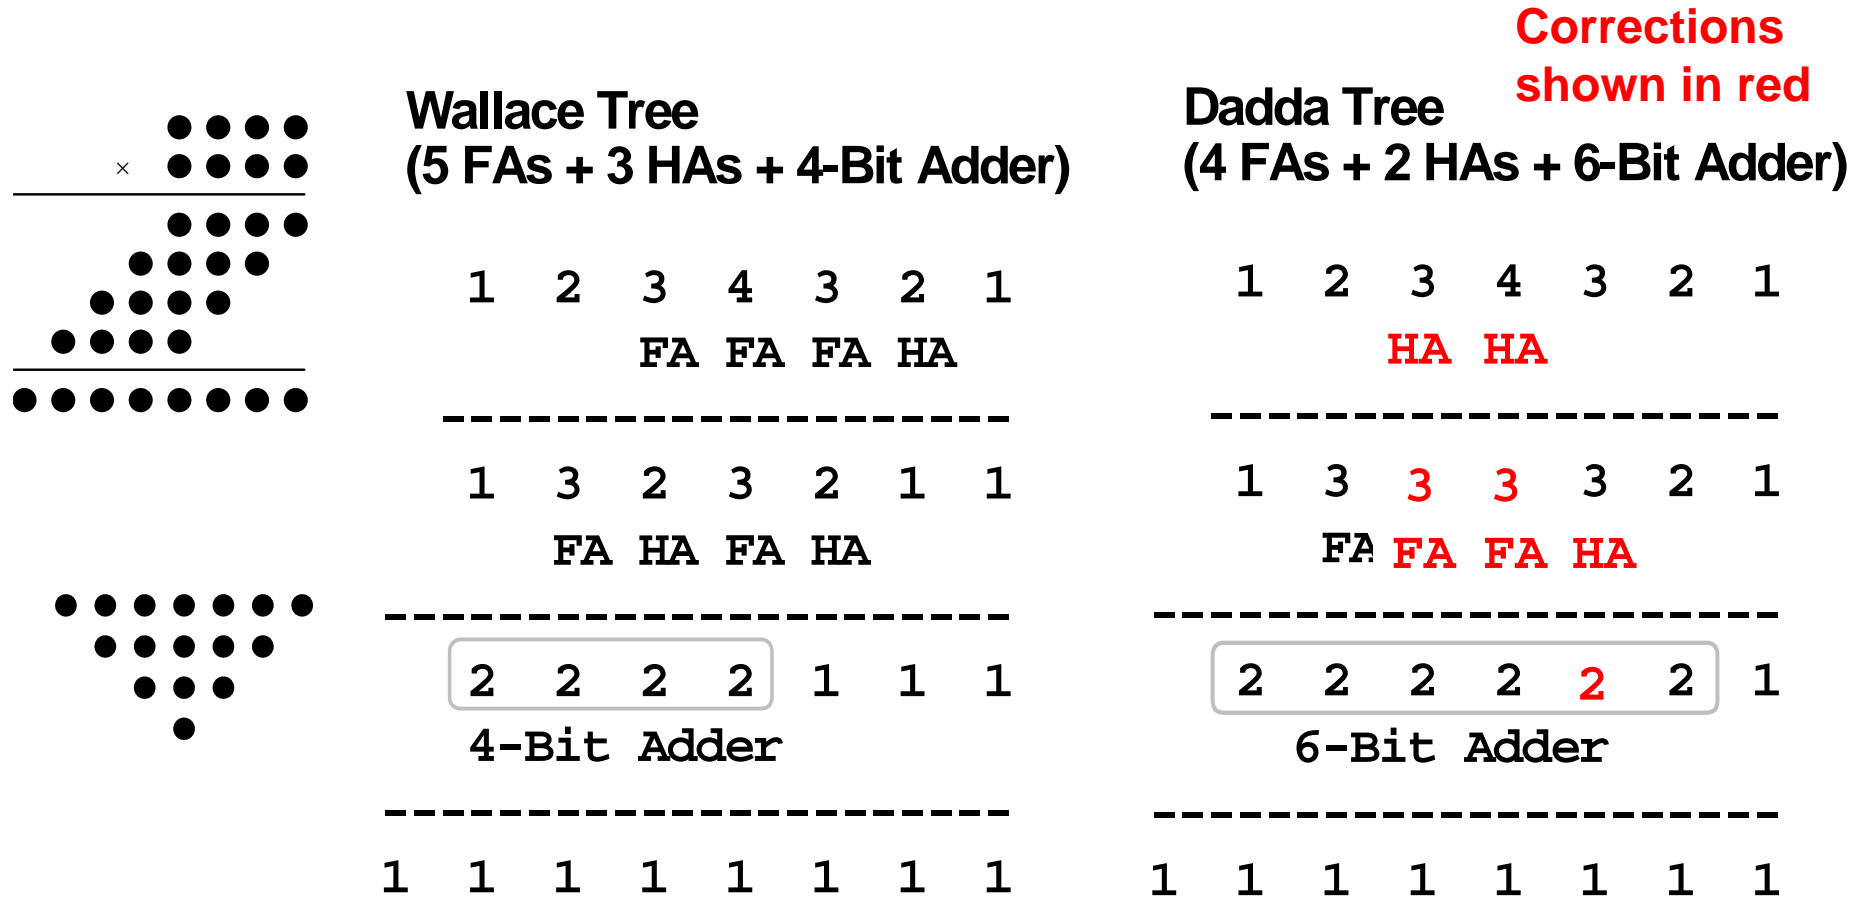 Corrections
shown in red
Wallace Tree
(5 FAs + 3 HAs + 4-Bit Adder)
×
1 2 3 4 3 2 1
FA FA FA HA
1 3 2 3 2 1 1
FA HA FA HA
2 2 2 2 1 1 1
4-Bit Adder
1 1 1 1 1 1 1 1
Dadda Tree
(4 FAs + 2 HAs + 6-Bit Adder)
1 2 3 4 3 2 1
HA HA
1 3 3 3 3 2 1
FA FA FA HA
2 2 2 2 2 2 1
6-Bit Adder
1 1 1 1 1 1 1 1